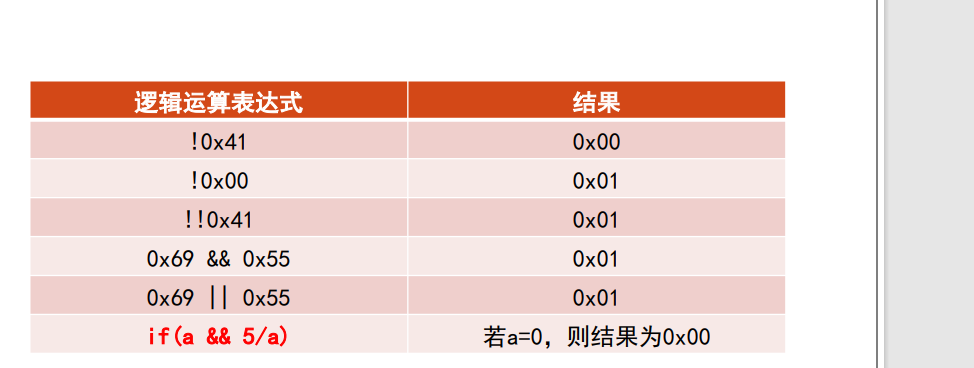 逻辑运算表达式 结果
!0x41 0x00
!0x00 0x01
!!0x41 0x01
0x69 && 0x55 0x01
0x69 || 0x55 0x01
if(a && 5/a) 若a=0，则结果为0x00